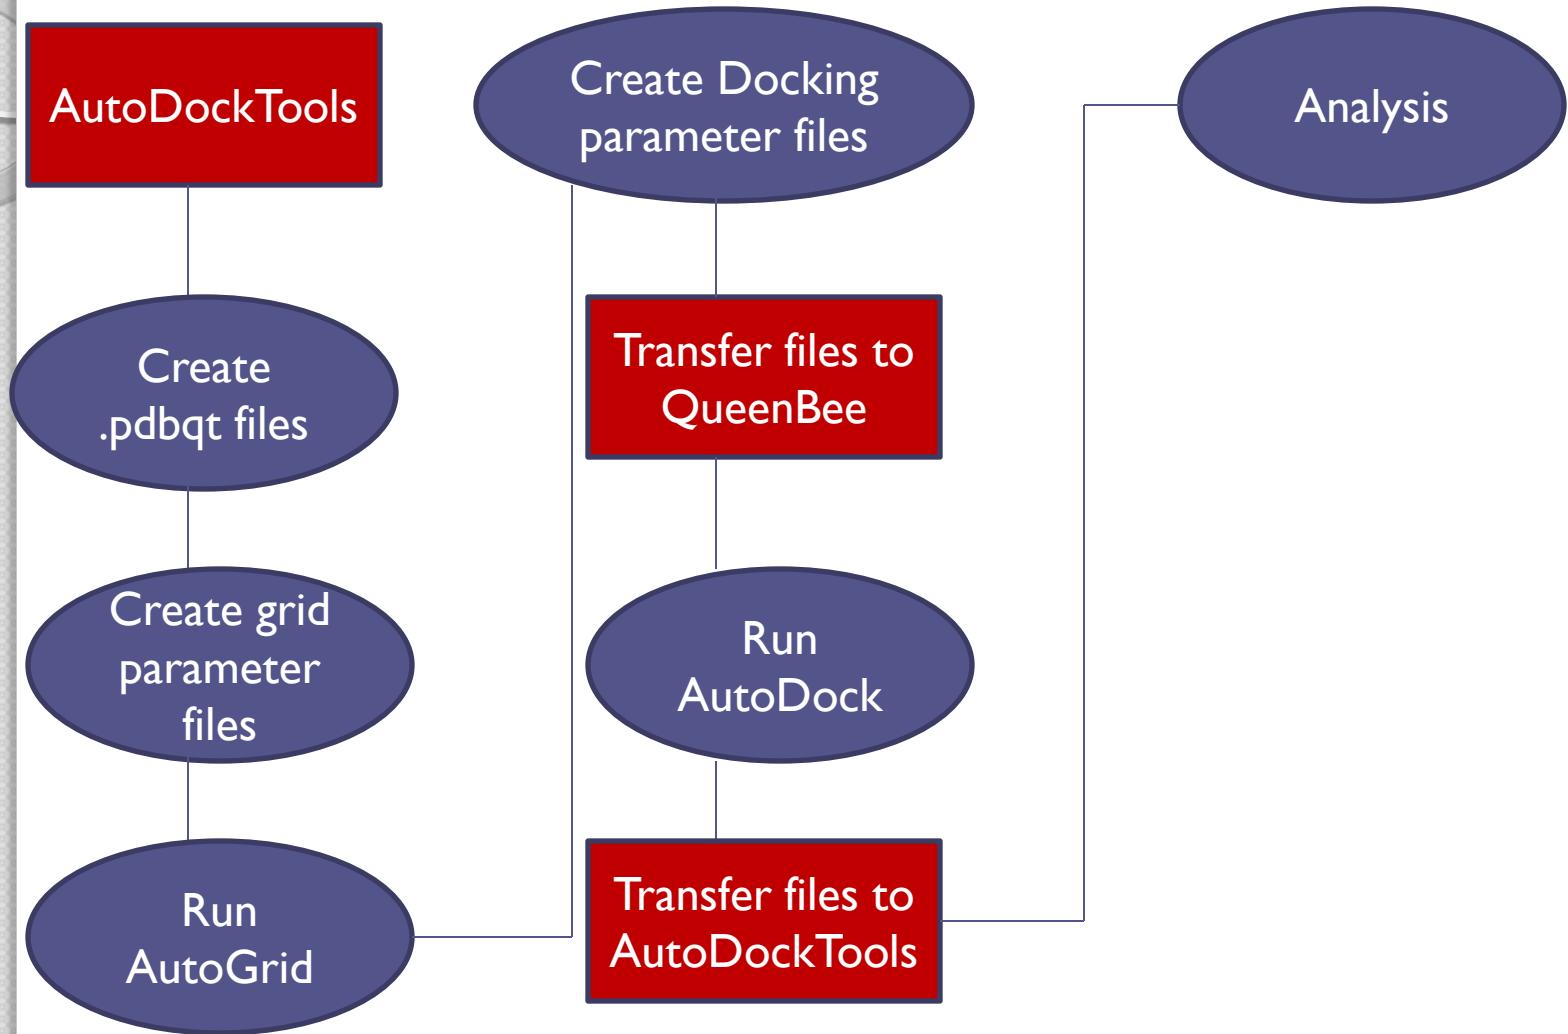 AutoDockTools
Create
.pdbqt files
Create grid
parameter
files
Run
AutoGrid
Create Docking
parameter files
Transfer files to
QueenBee
Run
AutoDock
Transfer files to
AutoDockTools
Analysis